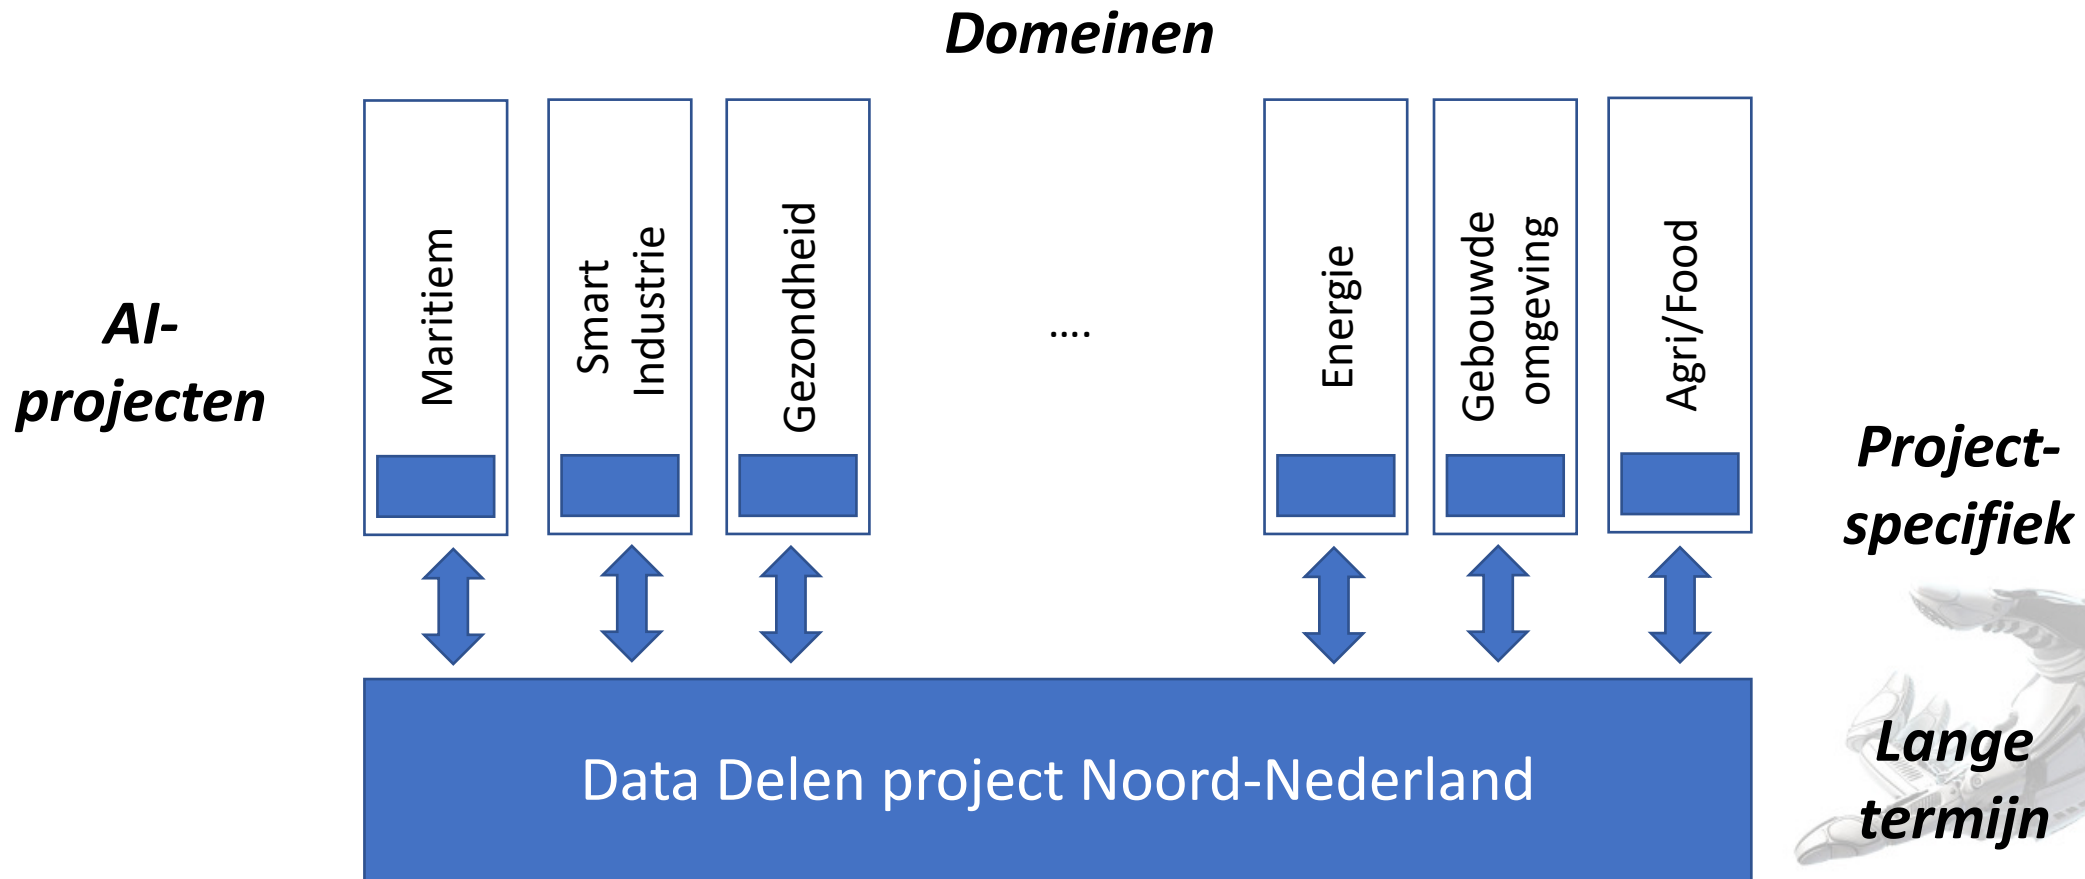 Domeinen
AI-
projecten
Maritiem
Smart
Industrie
Gezondheid
....
Energie
Gebouwde
omgeving
Agri/Food
Project-
specifiek
Data Delen project Noord-Nederland
Lange
termijn